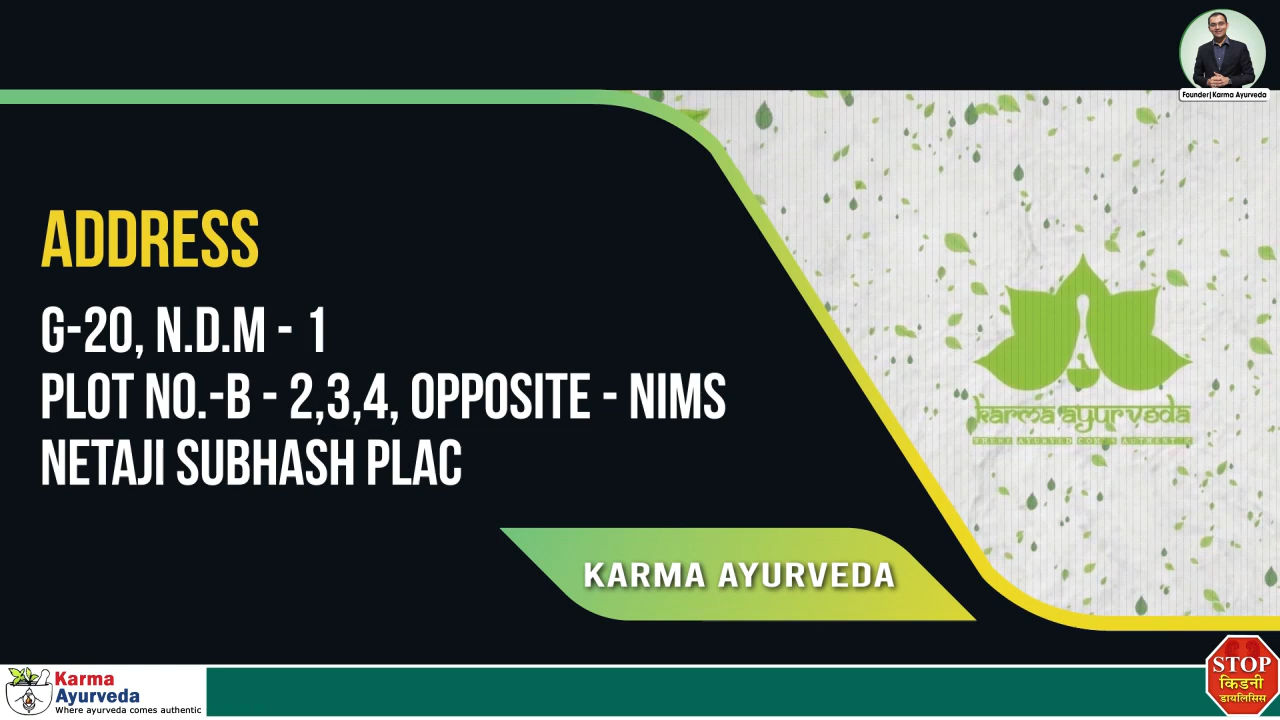 Founder|Karma Ayurveda
ADDRESS
G-20, N.D.M - 1
PLOT NO.-B - 2,3,4, OPPOSITE - NIMS
NETAJI SUBHASH PLAC
karma ayurveda
KARMA AYURVEDA
Karma
Ayurveda
Where ayurveda comes authentic
STOP
किडनी
डायलिसिस